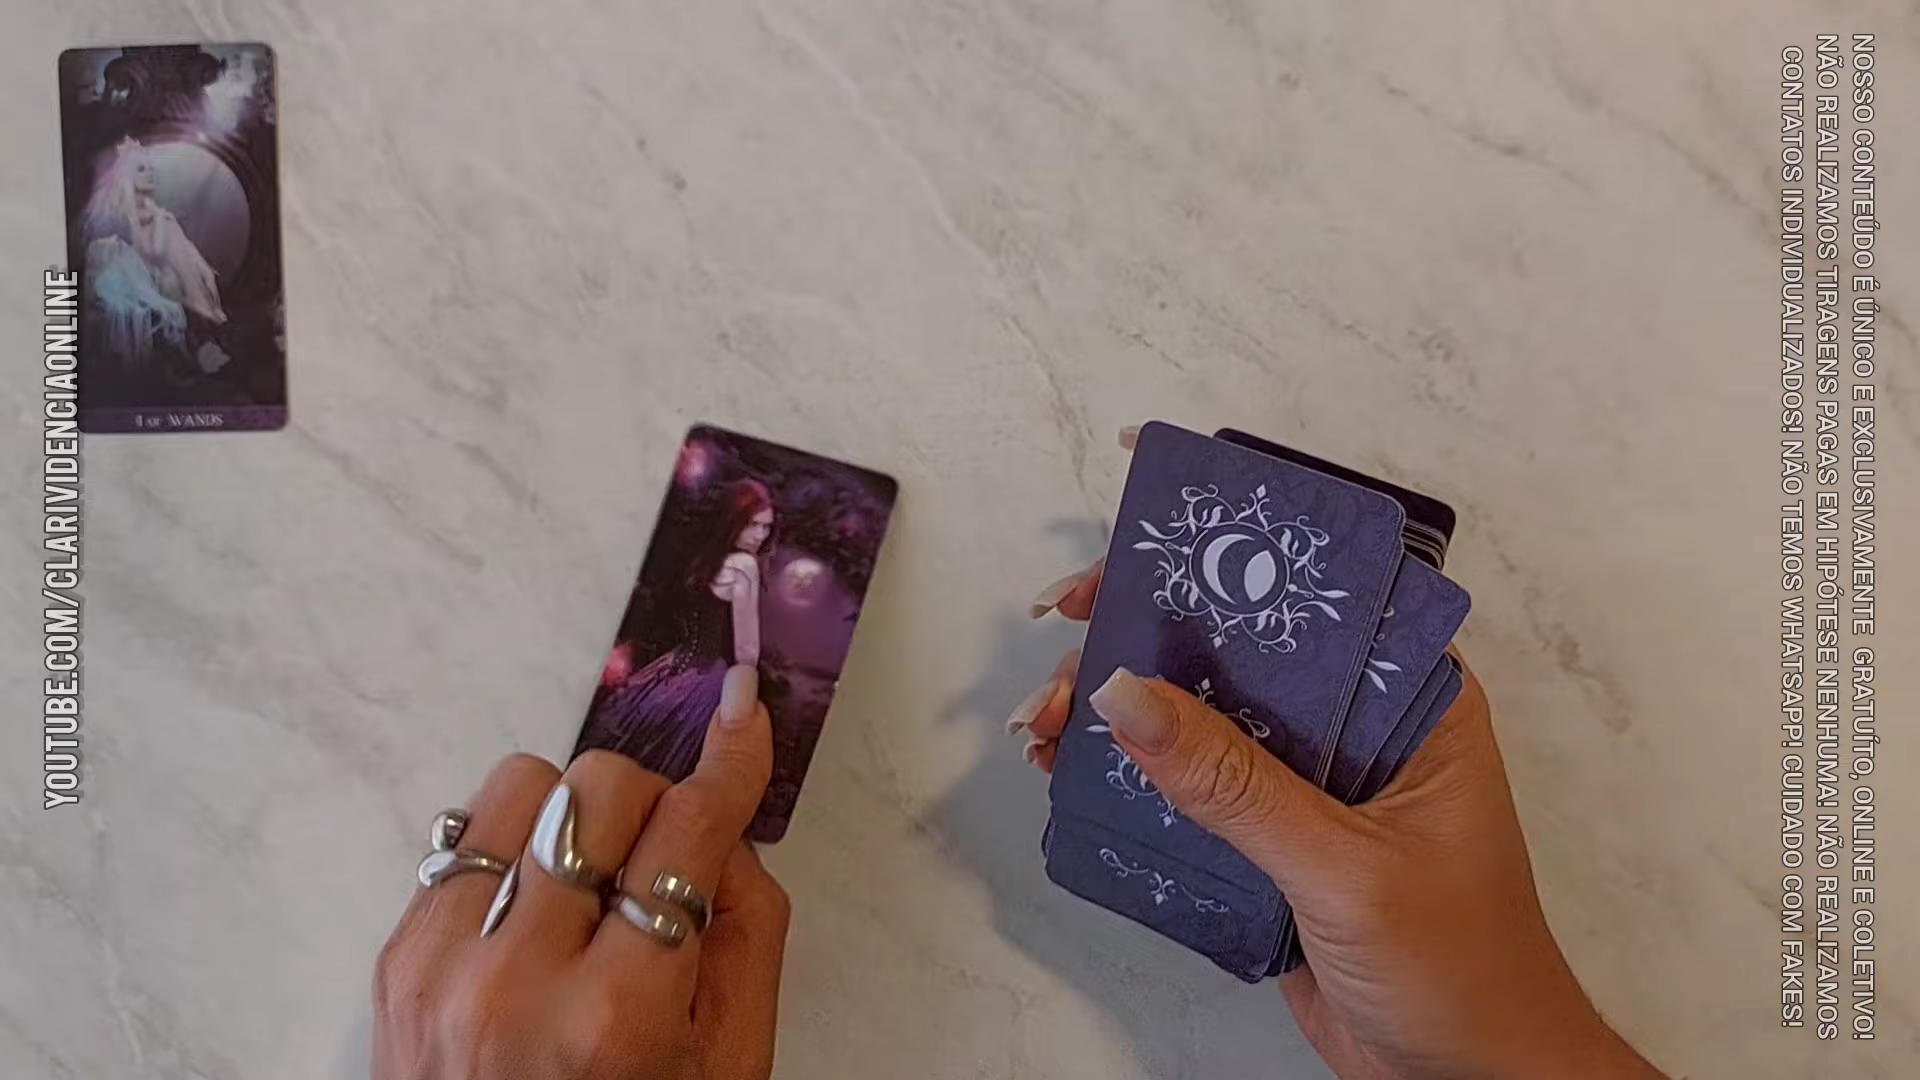 YOUTUBE.COM/CLARIVIDENCIAONLINE
NOSSO CONTEÚDO É ÚNICO E EXCLUSIVAMENTE GRATUÍTO, ONLINE E COLETIVO!
NÃO REALIZAMOS TIRAGENS PAGAS EM HIPÓTESE NENHUMA! NÃO REALIZAMOS
CONTATOS INDIVIDUALIZADOS! NÃO TEMOS WHATSAPP! CUIDADO COM FAKES!
OF WANDS